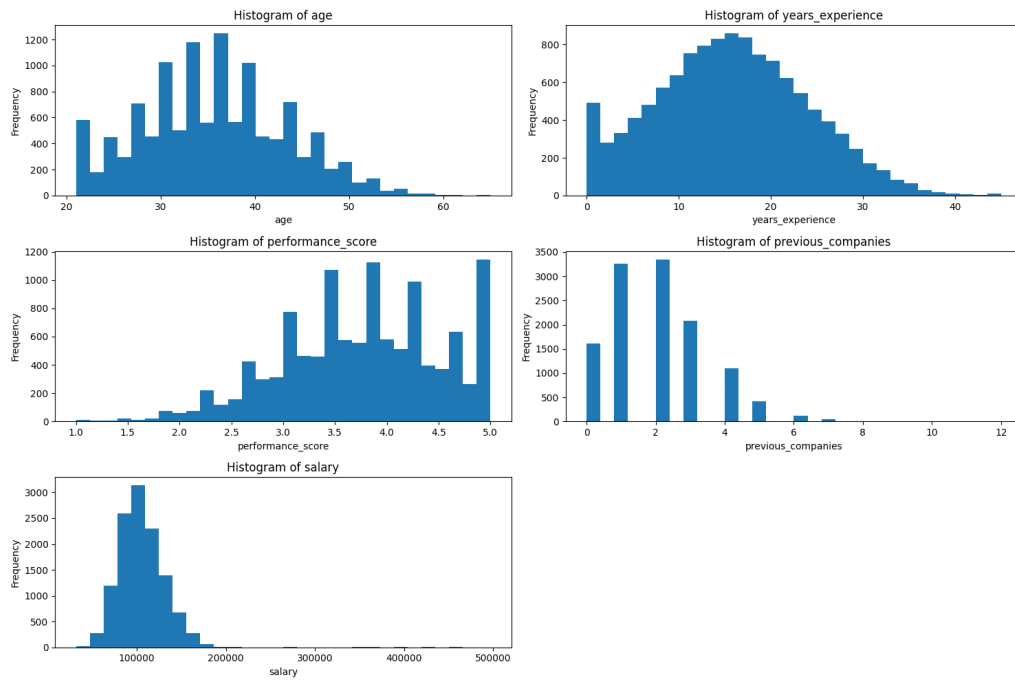 Histogram of age
Frequency
1200
1000
800
600
400
200
0
20 30 40 50 60
age
Histogram of years_experience
Frequency
800
600
400
200
0
0 10 20 30 40
years_experience
Histogram of performance_score
Frequency
1200
1000
800
600
400
200
0
1.0 1.5 2.0 2.5 3.0 3.5 4.0 4.5 5.0
performance_score
Histogram of previous_companies
Frequency
3500
3000
2500
2000
1500
1000
500
0
0 2 4 6 8 10 12
previous_companies
Histogram of salary
Frequency
3000
2500
2000
1500
1000
500
0
100000 200000 300000 400000 500000
salary